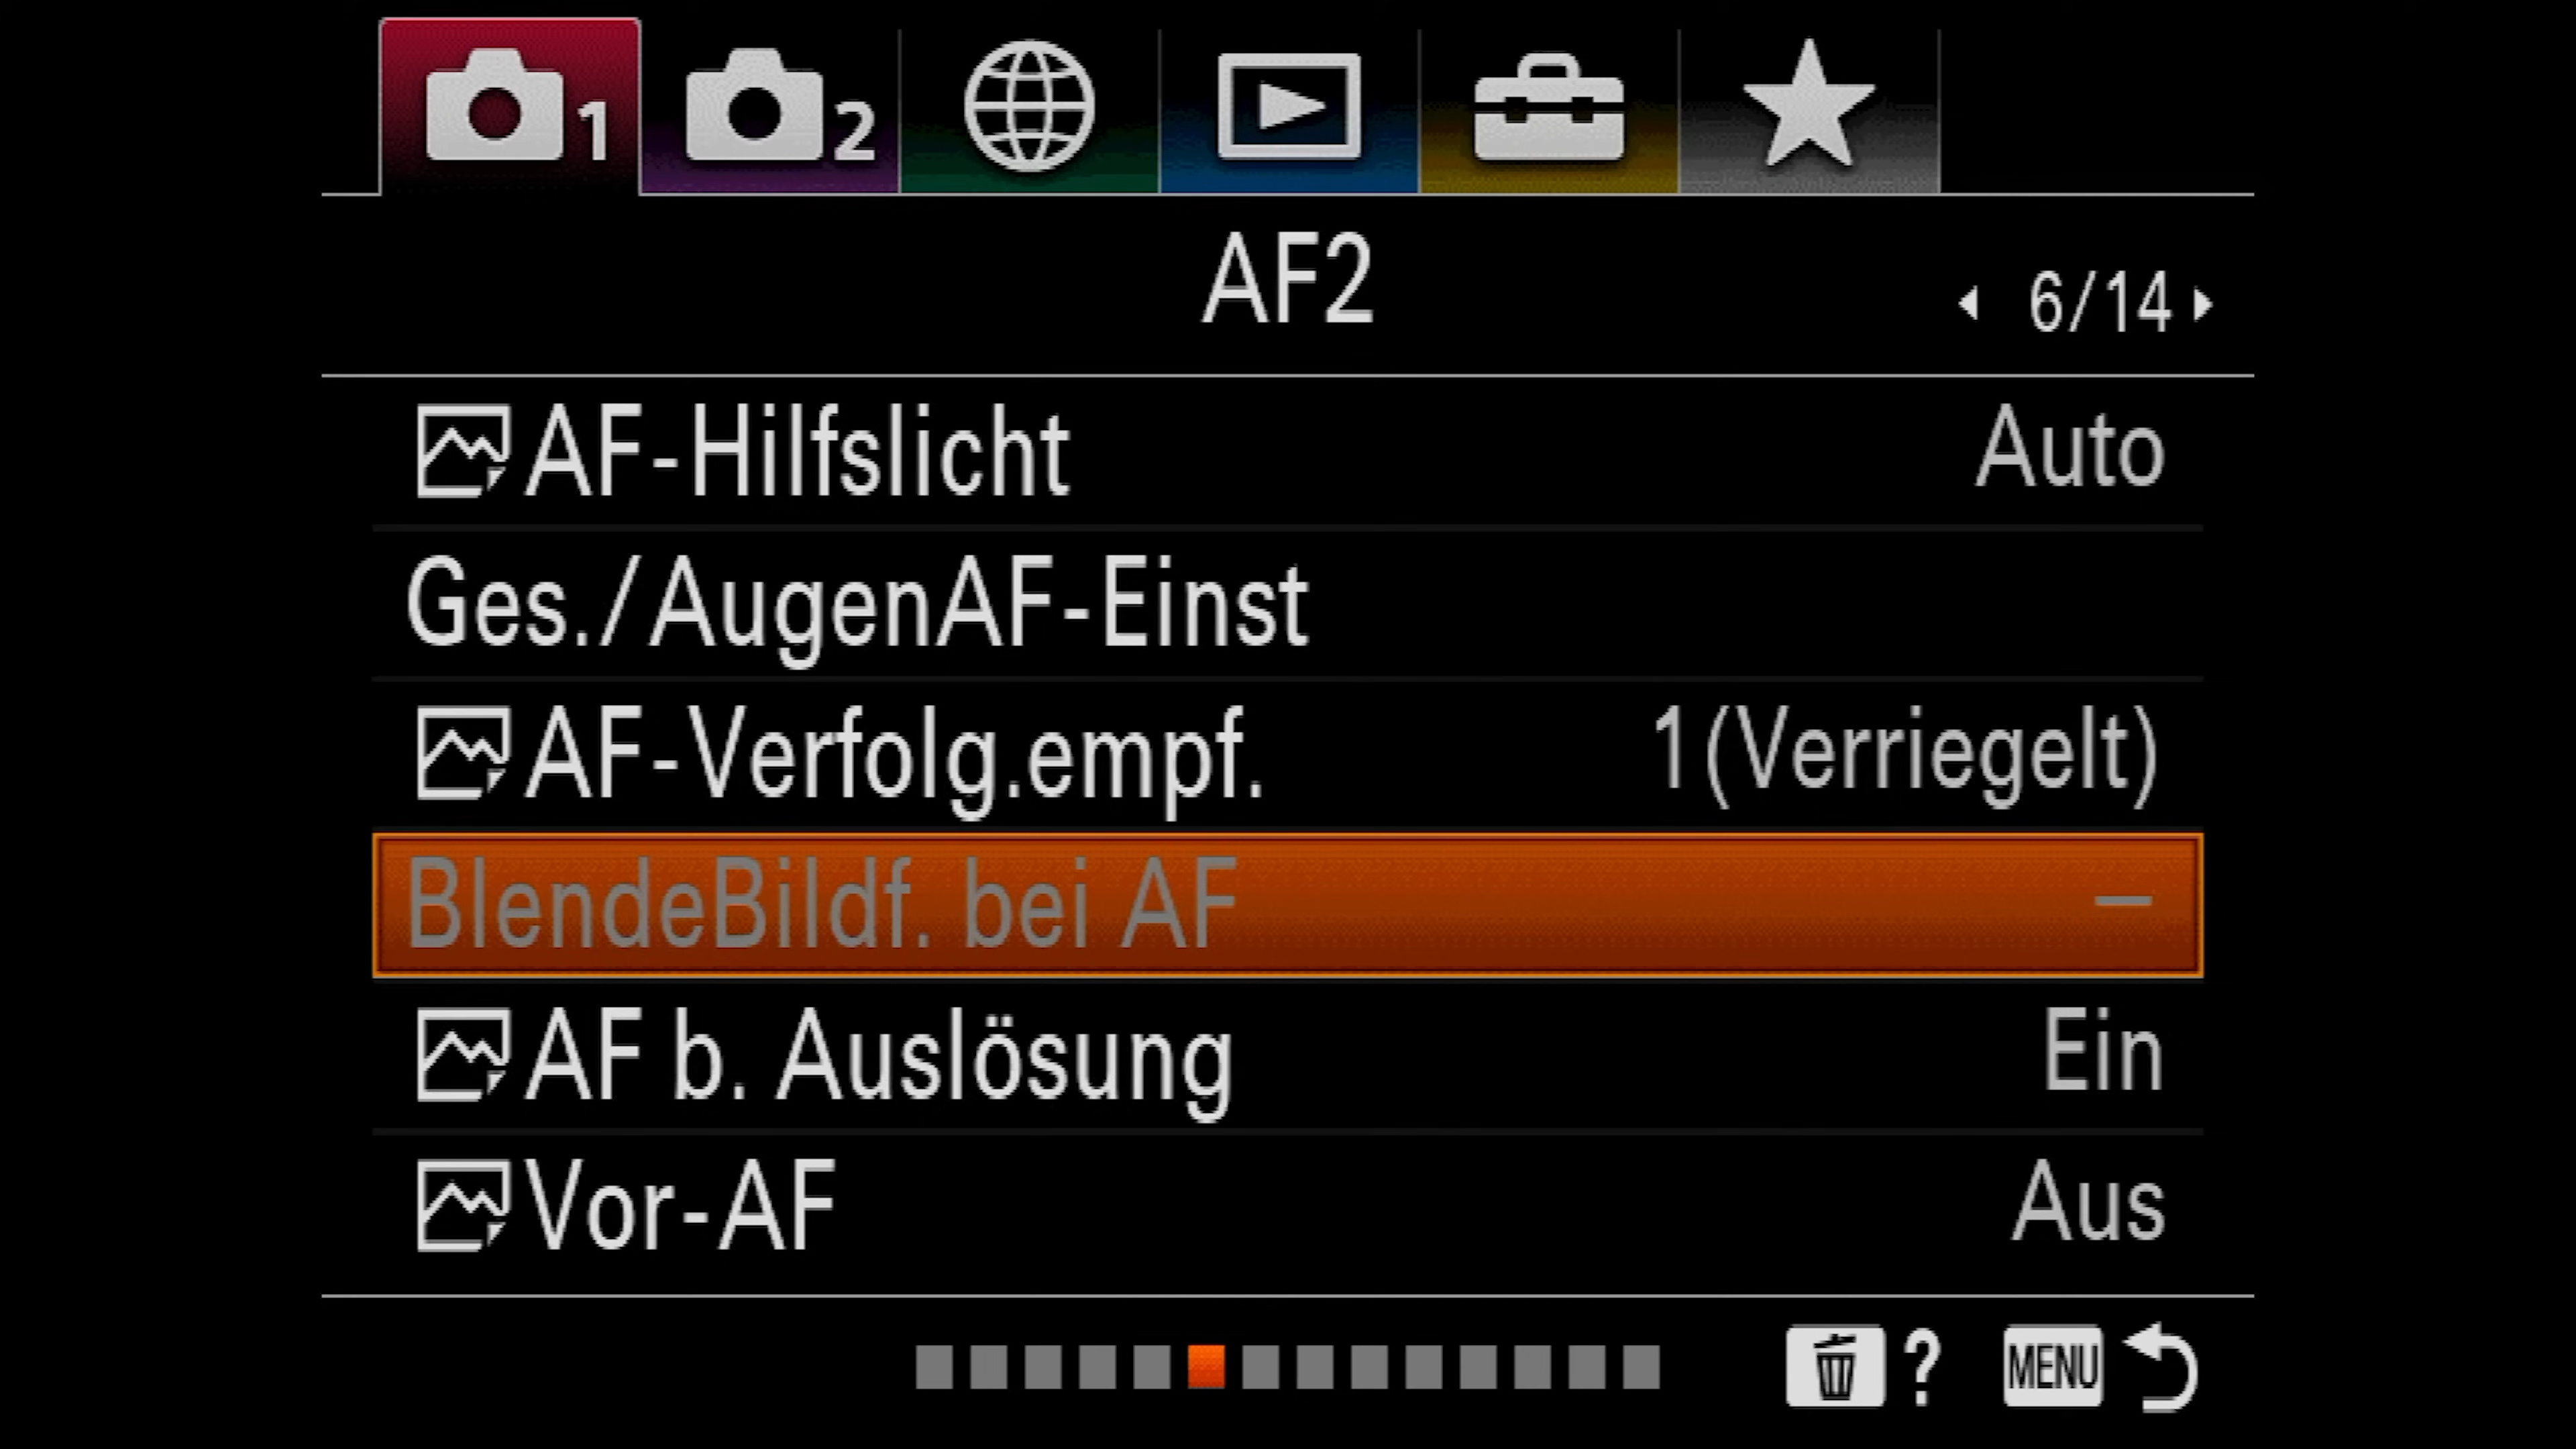 1
2
AF2
6/14
AF-Hilfslicht Auto
Ges./AugenAF-Einst
AF-Verfolg.empf. 1(Verriegelt)
BlendeBildf. bei AF –
AF b. Auslösung Ein
Vor-AF Aus
? MENU